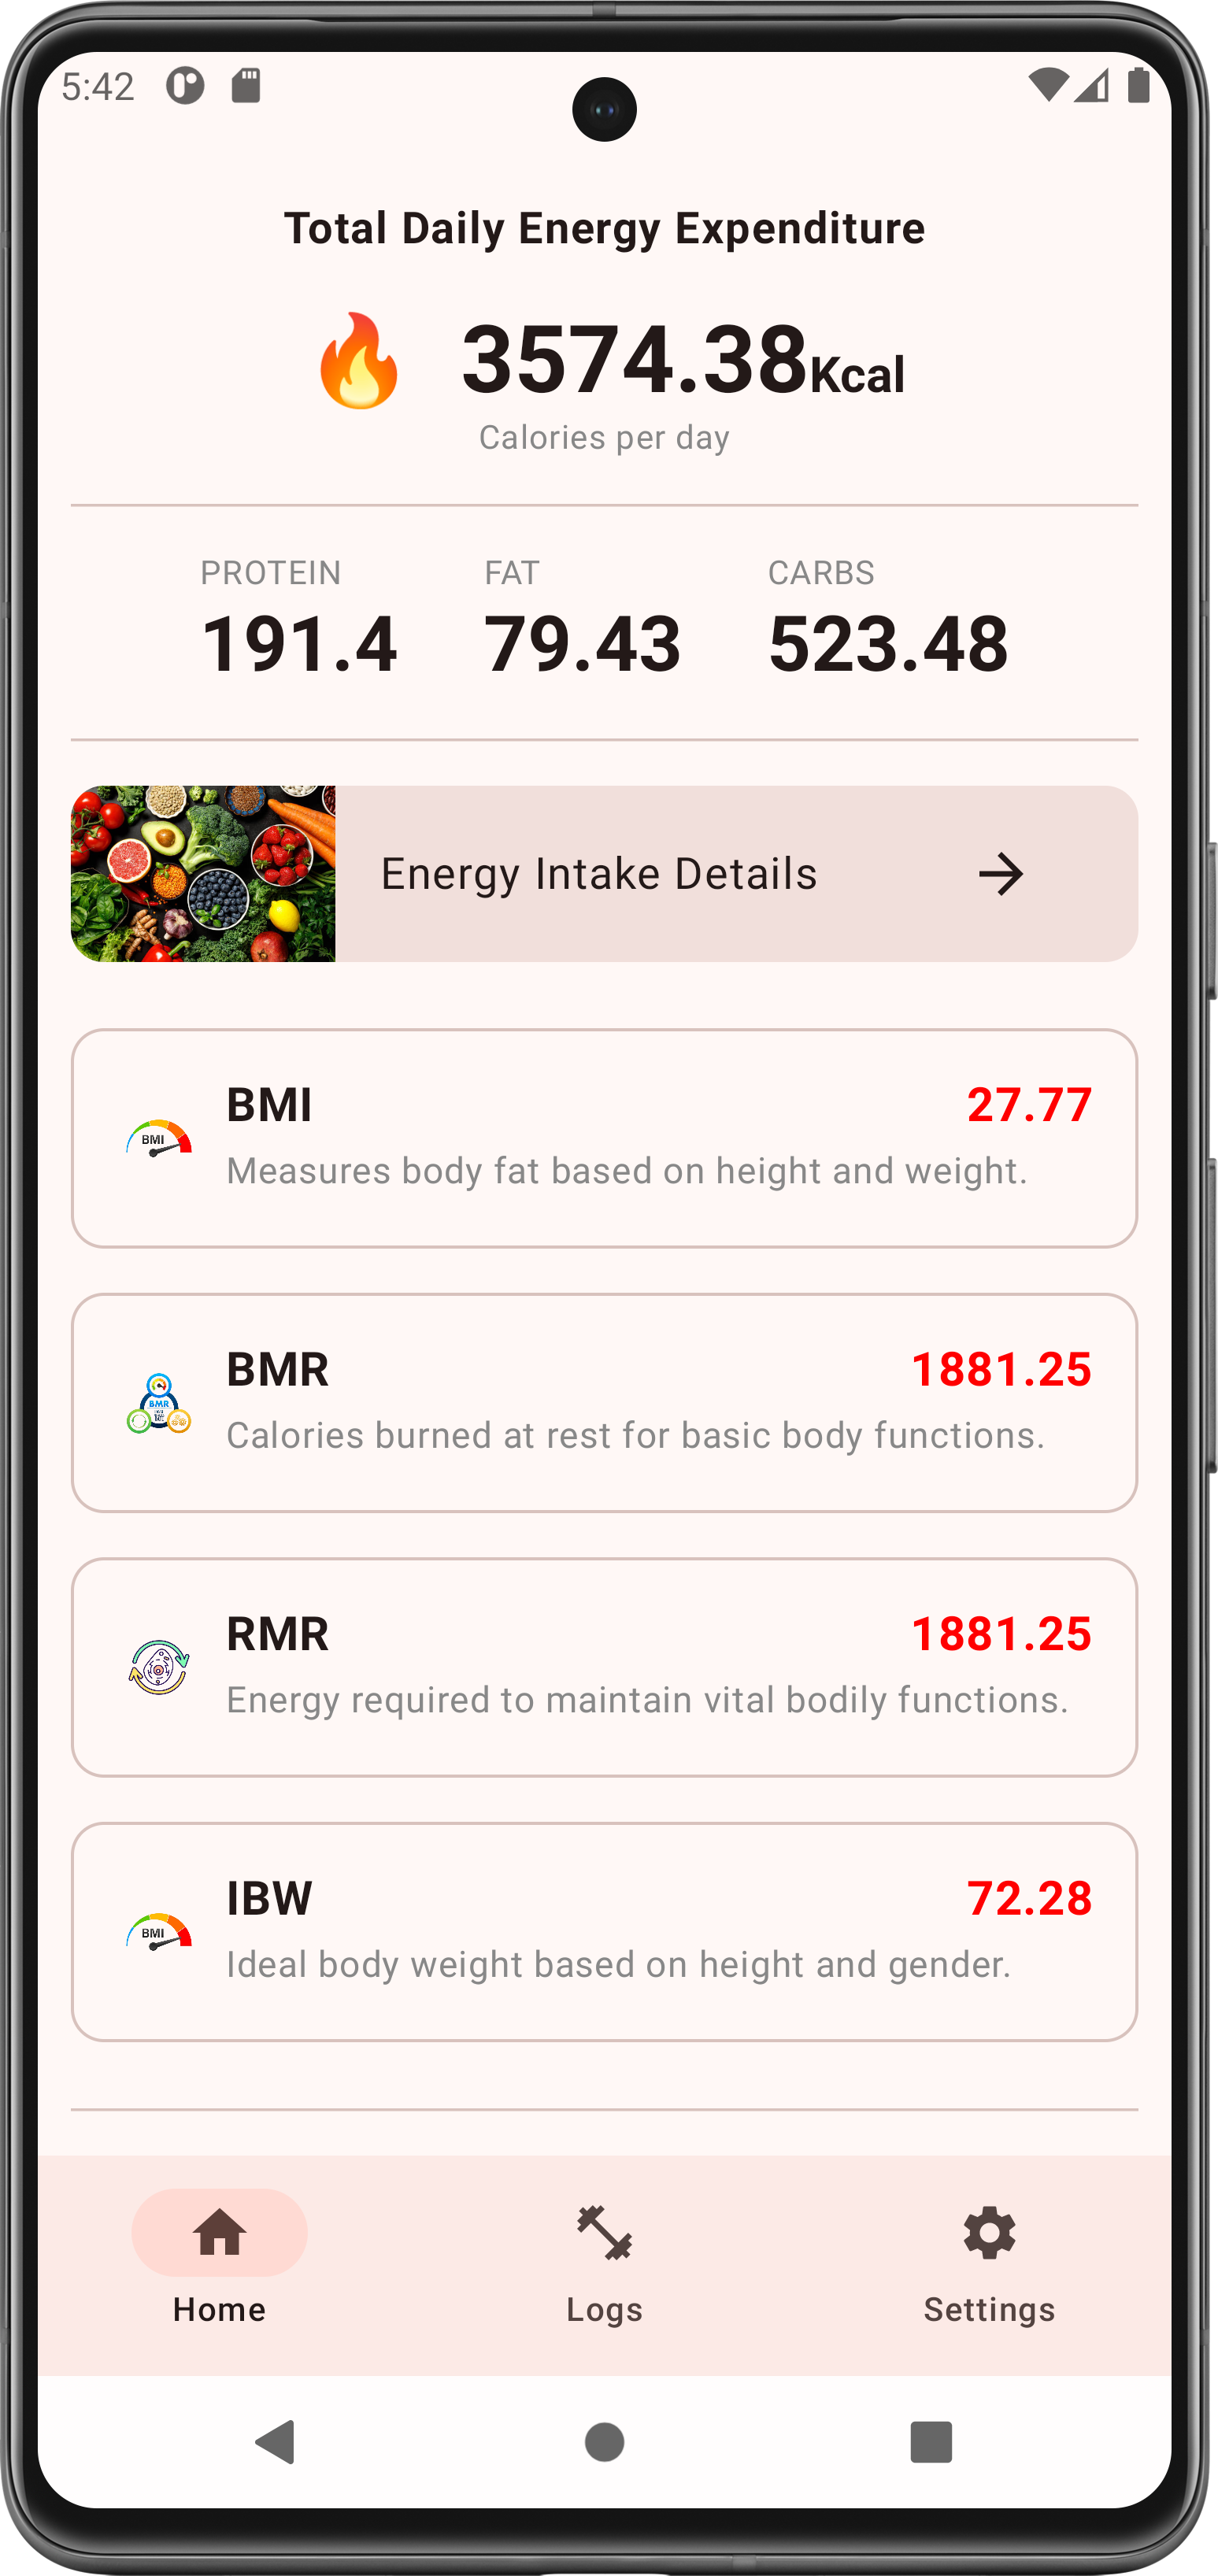 5:42
Total Daily Energy Expenditure
3574.38Kcal
Calories per day
PROTEIN FAT CARBS
191.4 79.43 523.48
Energy Intake Details
BMI 27.77
BMI
Measures body fat based on height and weight.
BMR 1881.25
BMR
Calories burned at rest for basic body functions.
RMR 1881.25
Energy required to maintain vital bodily functions.
IBW 72.28
BMI
Ideal body weight based on height and gender.
Home Logs Settings